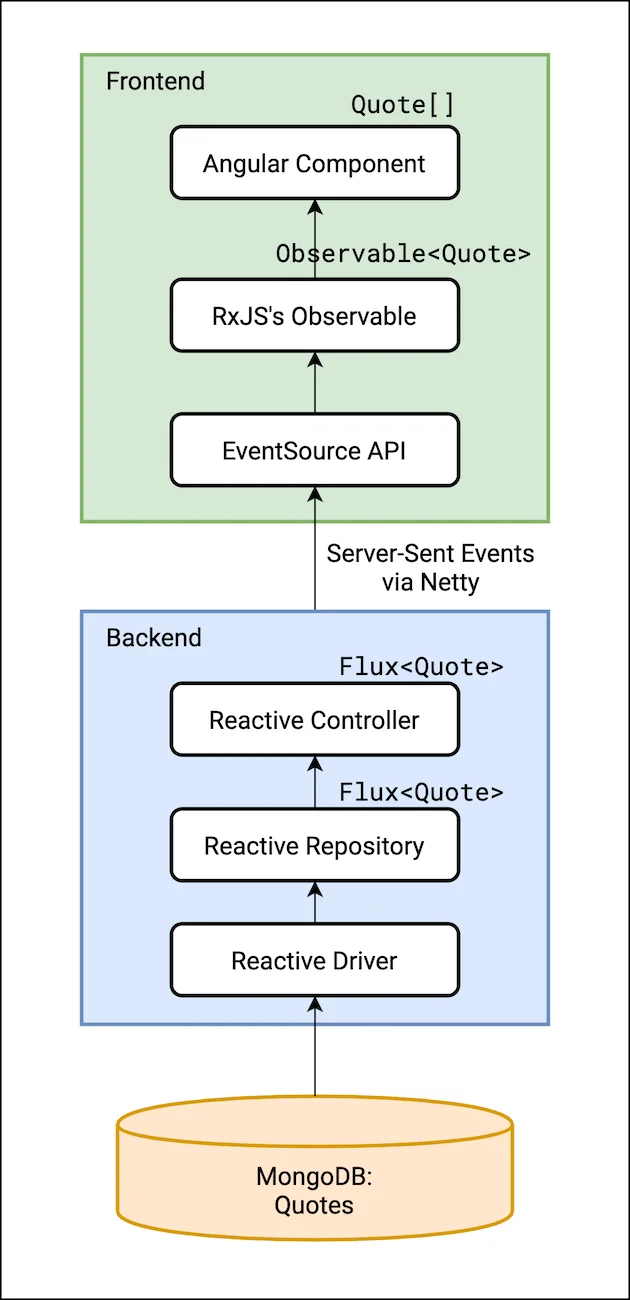 Frontend
Quote[]
Angular Component
Observable<Quote>
RxJS's Observable
EventSource API
Server-Sent Events
via Netty
Backend
Flux<Quote>
Reactive Controller
Flux<Quote>
Reactive Repository
Reactive Driver
MongoDB:
Quotes